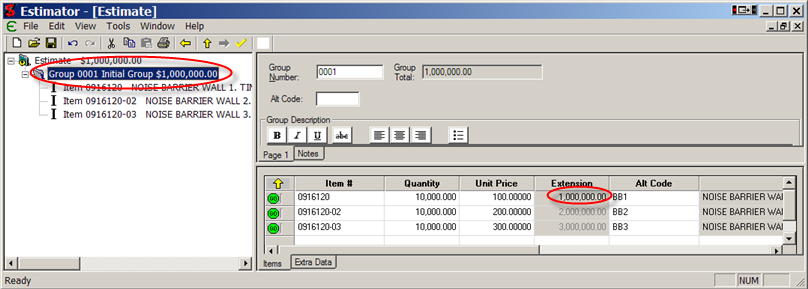 Estimator - [Estimate]
File Edit View Tools Window Help
Estimate $1,000,000.00
Group 0001 Initial Group $1,000,000.00
Item 0916120 NOISE BARRIER WALL 1. TIM
Item 0916120-02 NOISE BARRIER WALL 2.
Item 0916120-03 NOISE BARRIER WALL 3.
Group Number: 0001 Group Total: 1,000,000.00
Alt Code:
Group Description
B I U abc
Page 1 Notes
Item # Quantity Unit Price Extension Alt Code
GO 0916120 10,000.000 100.00000 1,000,000.00 BB1 NOISE BARRIER WAL
GO 0916120-02 10,000.000 200.00000 2,000,000.00 BB2 NOISE BARRIER WAL
GO 0916120-03 10,000.000 300.00000 3,000,000.00 BB3 NOISE BARRIER WAL
Items Extra Data
Ready NUM